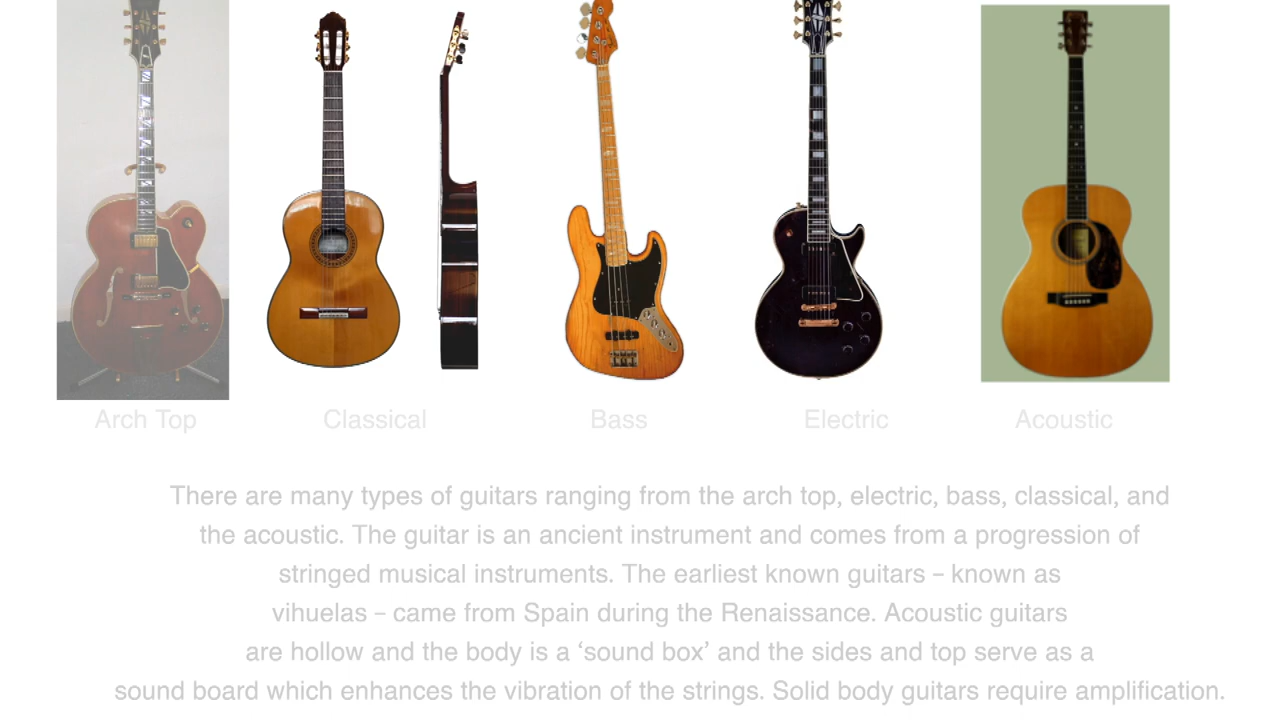 Arch Top
Classical
Bass
Electric
Acoustic
There are many types of guitars ranging from the arch top, electric, bass, classical, and
the acoustic. The guitar is an ancient instrument and comes from a progression of
stringed musical instruments. The earliest known guitars – known as
vihuelas – came from Spain during the Renaissance. Acoustic guitars
are hollow and the body is a ‘sound box’ and the sides and top serve as a
sound board which enhances the vibration of the strings. Solid body guitars require amplification.